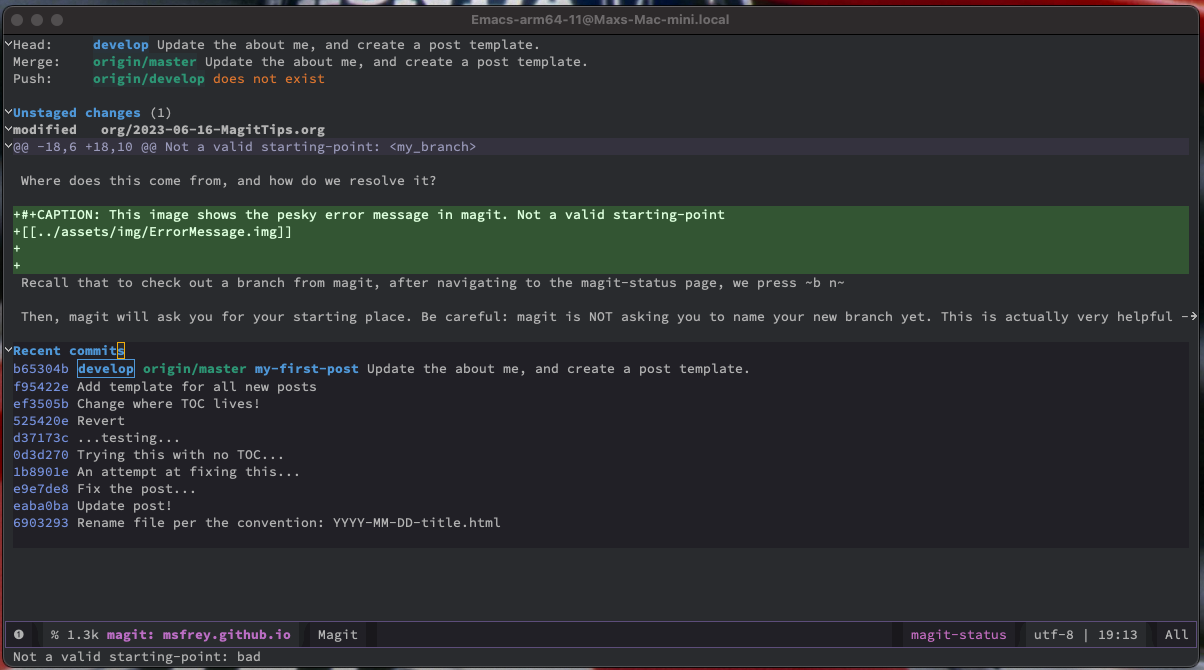 Emacs-arm64-11@Maxs-Mac-mini.local
Head: develop Update the about me, and create a post template.
Merge: origin/master Update the about me, and create a post template.
Push: origin/develop does not exist
Unstaged changes (1)
modified org/2023-06-16-MagitTips.org
@@ -18,6 +18,10 @@ Not a valid starting-point: <my_branch>
Where does this come from, and how do we resolve it?
+#+CAPTION: This image shows the pesky error message in magit. Not a valid starting-point
+[[../assets/img/ErrorMessage.img]]
+
+
Recall that to check out a branch from magit, after navigating to the magit-status page, we press ~b n~
Then, magit will ask you for your starting place. Be careful: magit is NOT asking you to name your new branch yet. This is actually very helpful -→
Recent commits
b65304b develop origin/master my-first-post Update the about me, and create a post template.
f95422e Add template for all new posts
ef3505b Change where TOC lives!
525420e Revert
d37173c ...testing...
0d3d270 Trying this with no TOC...
1b8901e An attempt at fixing this...
e9e7de8 Fix the post...
eaba0ba Update post!
6903293 Rename file per the convention: YYYY-MM-DD-title.html
❶ % 1.3k magit: msfrey.github.io Magit magit-status utf-8 | 19:13 All
Not a valid starting-point: bad